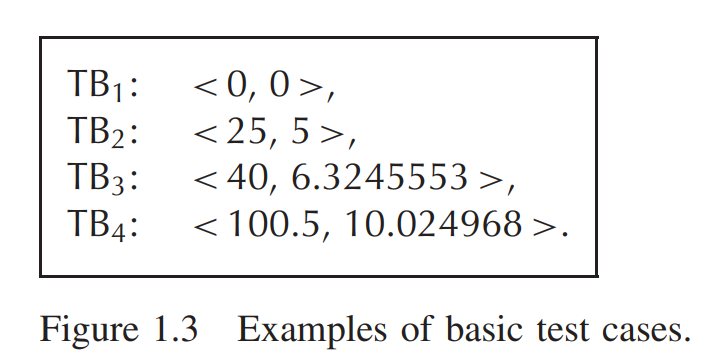 TB₁: < 0, 0 >,
TB₂: < 25, 5 >,
TB₃: < 40, 6.3245553 >,
TB₄: < 100.5, 10.024968 >.
Figure 1.3 Examples of basic test cases.